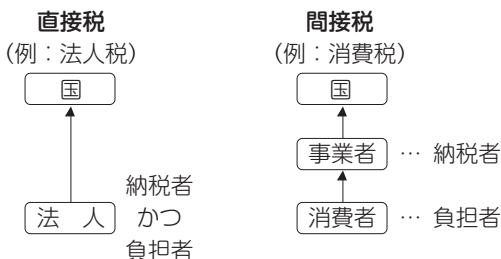 直接税
(例：法人税)
国
法　人
納税者
かつ
負担者
間接税
(例：消費税)
国
事業者 … 納税者
消費者 … 負担者